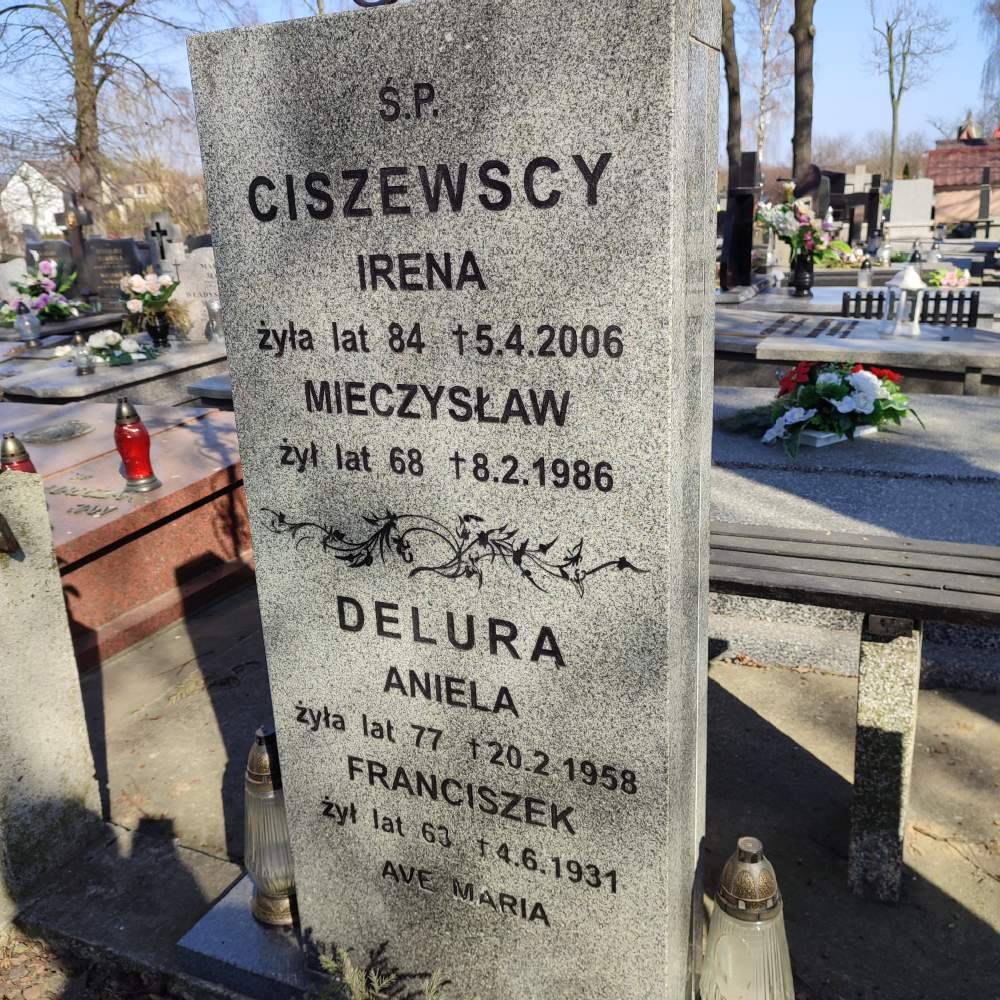 Ś.P.
CISZEWSCY
IRENA
żyła lat 84 †5.4.2006
MIECZYSŁAW
żył lat 68 †8.2.1986
DELURA
ANIELA
żyła lat 77 †20.2.1958
FRANCISZEK
żył lat 63 †4.6.1931
AVE MARIA